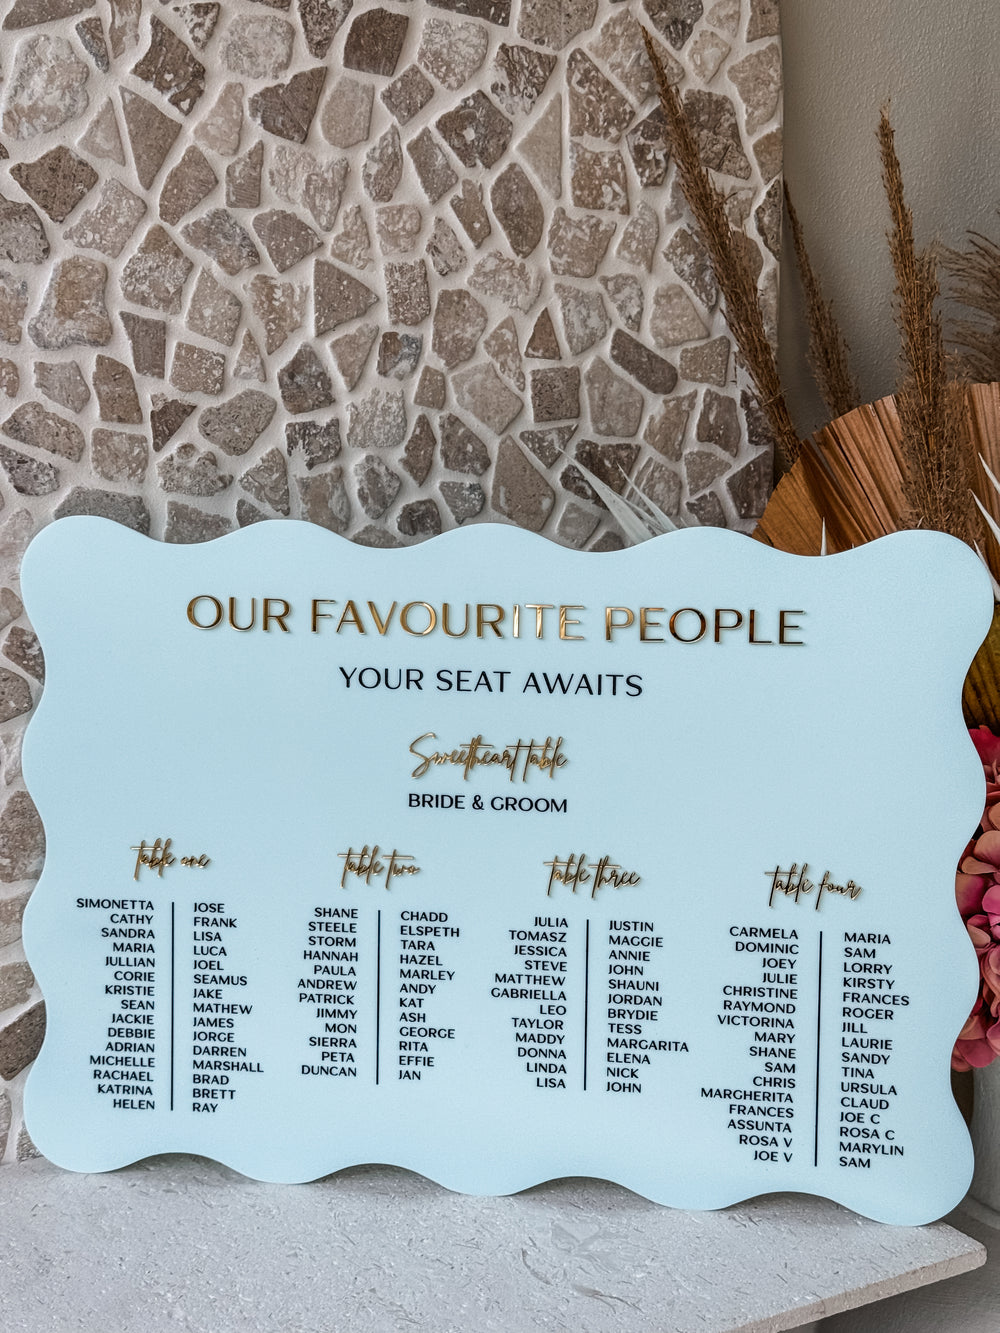 OUR FAVOURITE PEOPLE
YOUR SEAT AWAITS
Sweetheart table
BRIDE & GROOM
table one
SIMONETTA
CATHY
SANDRA
MARIA
JULLIAN
CORIE
KRISTIE
SEAN
JACKIE
DEBBIE
ADRIAN
MICHELLE
RACHAEL
KATRINA
HELEN
JOSE
FRANK
LISA
LUCA
JOEL
SEAMUS
JAKE
MATHEW
JAMES
JORGE
DARREN
MARSHALL
BRAD
BRETT
RAY
table two
SHANE
STEELE
STORM
HANNAH
PAULA
ANDREW
PATRICK
JIMMY
MON
SIERRA
PETA
DUNCAN
CHADD
ELSPETH
TARA
HAZEL
MARLEY
ANDY
KAT
ASH
GEORGE
RITA
EFFIE
JAN
table three
JULIA
TOMASZ
JESSICA
STEVE
MATTHEW
GABRIELLA
LEO
TAYLOR
MADDY
DONNA
LINDA
LISA
JUSTIN
MAGGIE
ANNIE
JOHN
SHAUNI
JORDAN
BRYDIE
TESS
MARGARITA
ELENA
NICK
JOHN
table four
CARMELA
DOMINIC
JOEY
JULIE
CHRISTINE
RAYMOND
VICTORINA
MARY
SHANE
SAM
CHRIS
MARGHERITA
FRANCES
ASSUNTA
ROSA V
JOE V
MARIA
SAM
LORRY
KIRSTY
FRANCES
ROGER
JILL
LAURIE
SANDY
TINA
URSULA
CLAUD
JOE C
ROSA C
MARYLIN
SAM